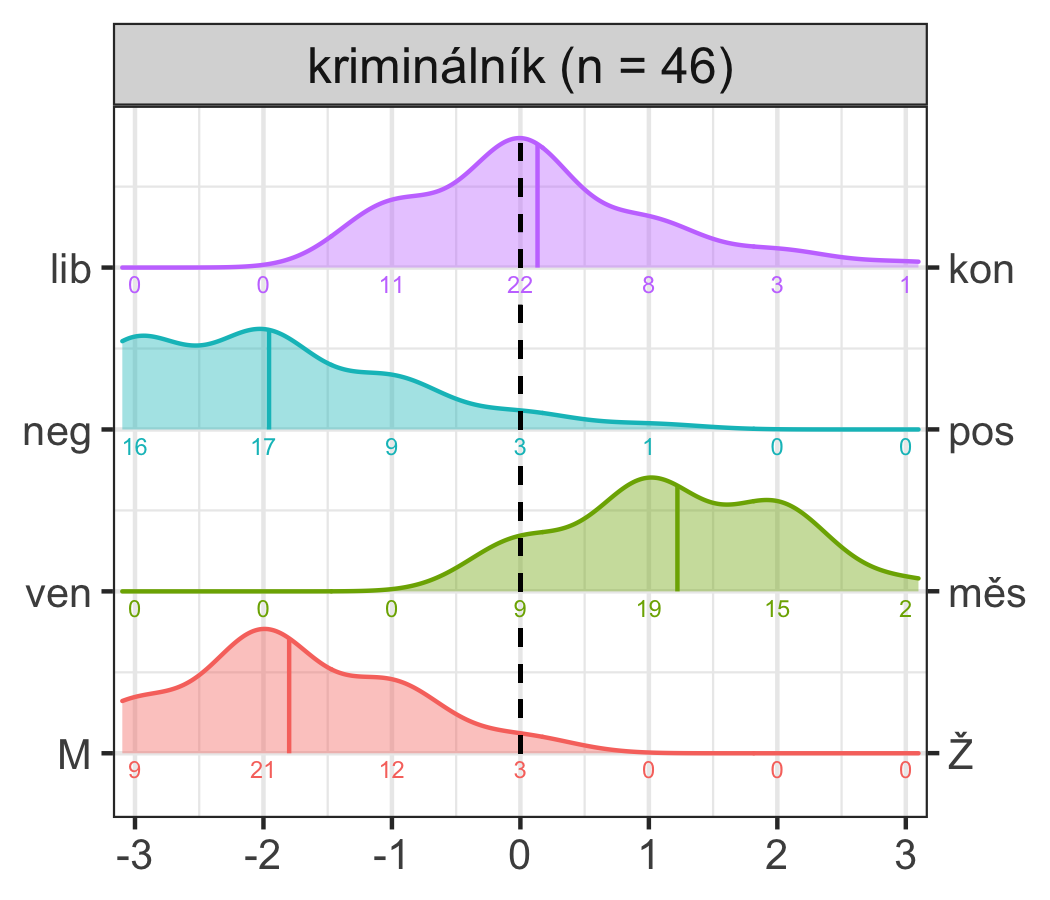 kriminálník (n = 46)
lib kon
0 0 11 22 8 3 1
neg pos
16 17 9 3 1 0 0
ven měs
0 0 0 9 19 15 2
M Ž
9 21 12 3 0 0 0
-3 -2 -1 0 1 2 3